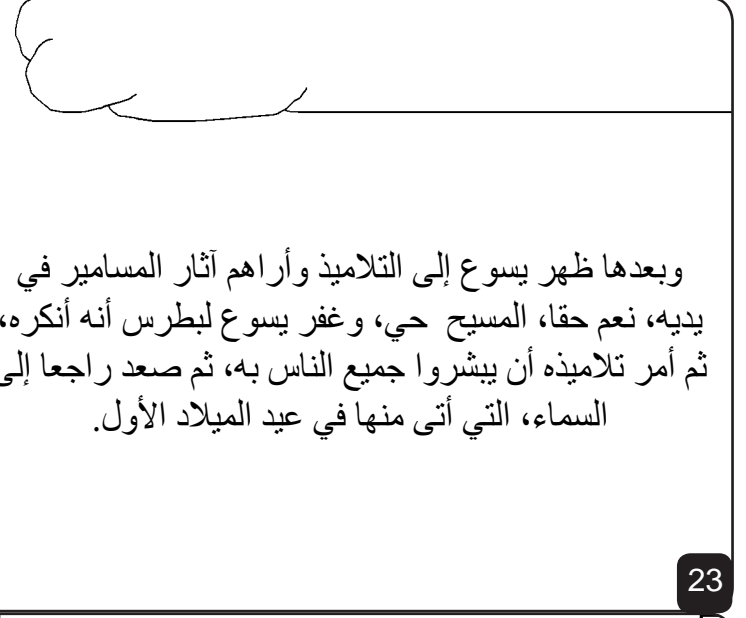 وبعدها ظهر يسوع إلى التلاميذ وأراهم آثار المسامير في
يديه، نعم حقا، المسيح حي، وغفر يسوع لبطرس أنه أنكره،
ثم أمر تلاميذه أن يبشروا جميع الناس به، ثم صعد راجعا إلى
السماء، التي أتى منها في عيد الميلاد الأول.
23